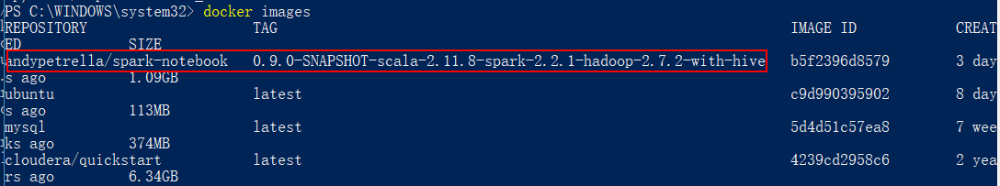 PS C:\WINDOWS\system32> docker images
REPOSITORY TAG IMAGE ID CREAT
ED SIZE
andypetrella/spark-notebook 0.9.0-SNAPSHOT-scala-2.11.8-spark-2.2.1-hadoop-2.7.2-with-hive b5f2396d8579 3 day
s ago 1.09GB
ubuntu latest c9d990395902 8 day
s ago 113MB
mysql latest 5d4d51c57ea8 7 wee
ks ago 374MB
cloudera/quickstart latest 4239cd2958c6 2 yea
rs ago 6.34GB